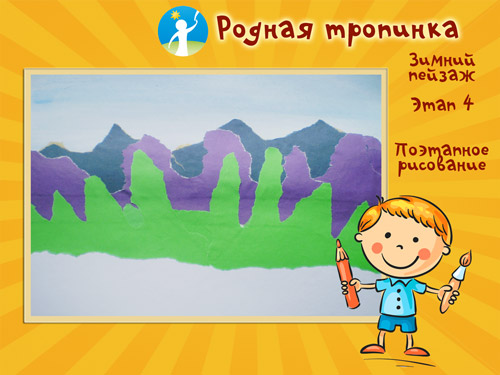 Родная тропинка
Зимний
пейзаж
Этап 4
Поэтапное
рисование